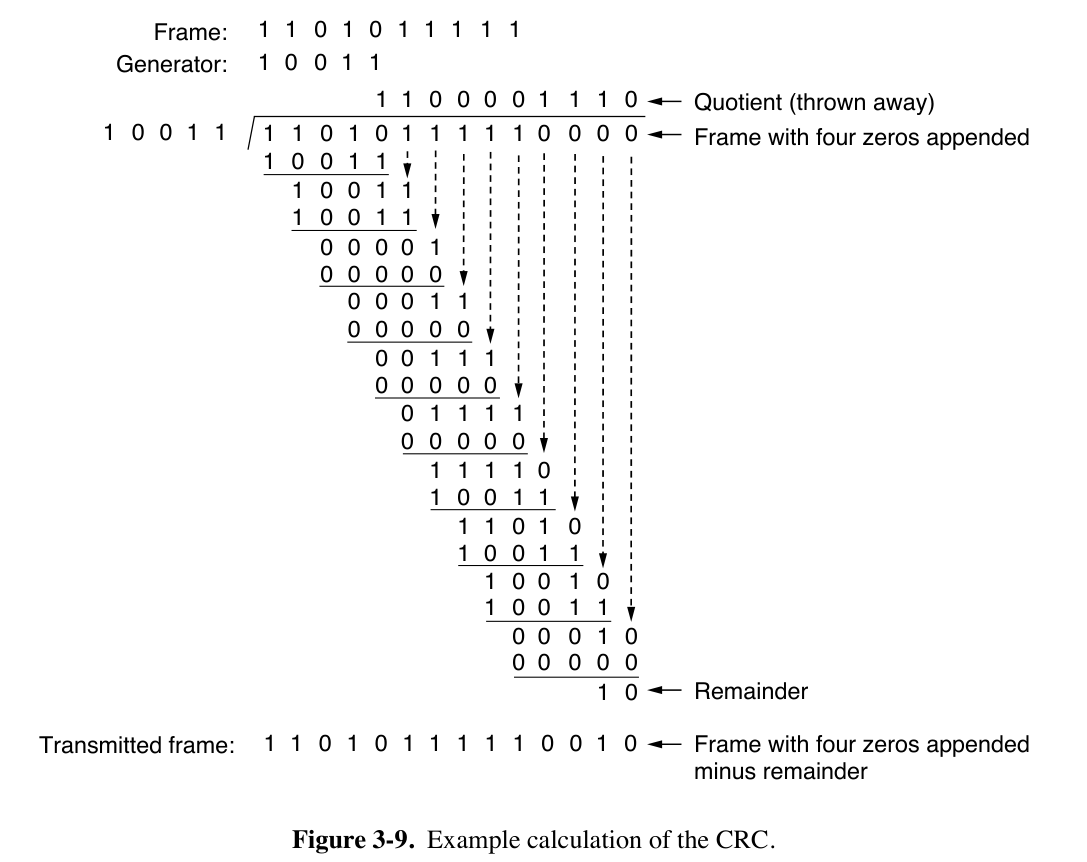 Frame: 1 1 0 1 0 1 1 1 1 1
Generator: 1 0 0 1 1
1 1 0 0 0 0 1 1 1 0 Quotient (thrown away)
1 0 0 1 1 1 1 0 1 0 1 1 1 1 1 0 0 0 0 Frame with four zeros appended
1 0 0 1 1
1 0 0 1 1
1 0 0 1 1
0 0 0 0 1
0 0 0 0 0
0 0 0 1 1
0 0 0 0 0
0 0 1 1 1
0 0 0 0 0
0 1 1 1 1
0 0 0 0 0
1 1 1 1 0
1 0 0 1 1
1 1 0 1 0
1 0 0 1 1
1 0 0 1 0
1 0 0 1 1
0 0 0 1 0
0 0 0 0 0
1 0 Remainder
Transmitted frame: 1 1 0 1 0 1 1 1 1 1 0 0 1 0 Frame with four zeros appended
minus remainder
Figure 3-9. Example calculation of the CRC.